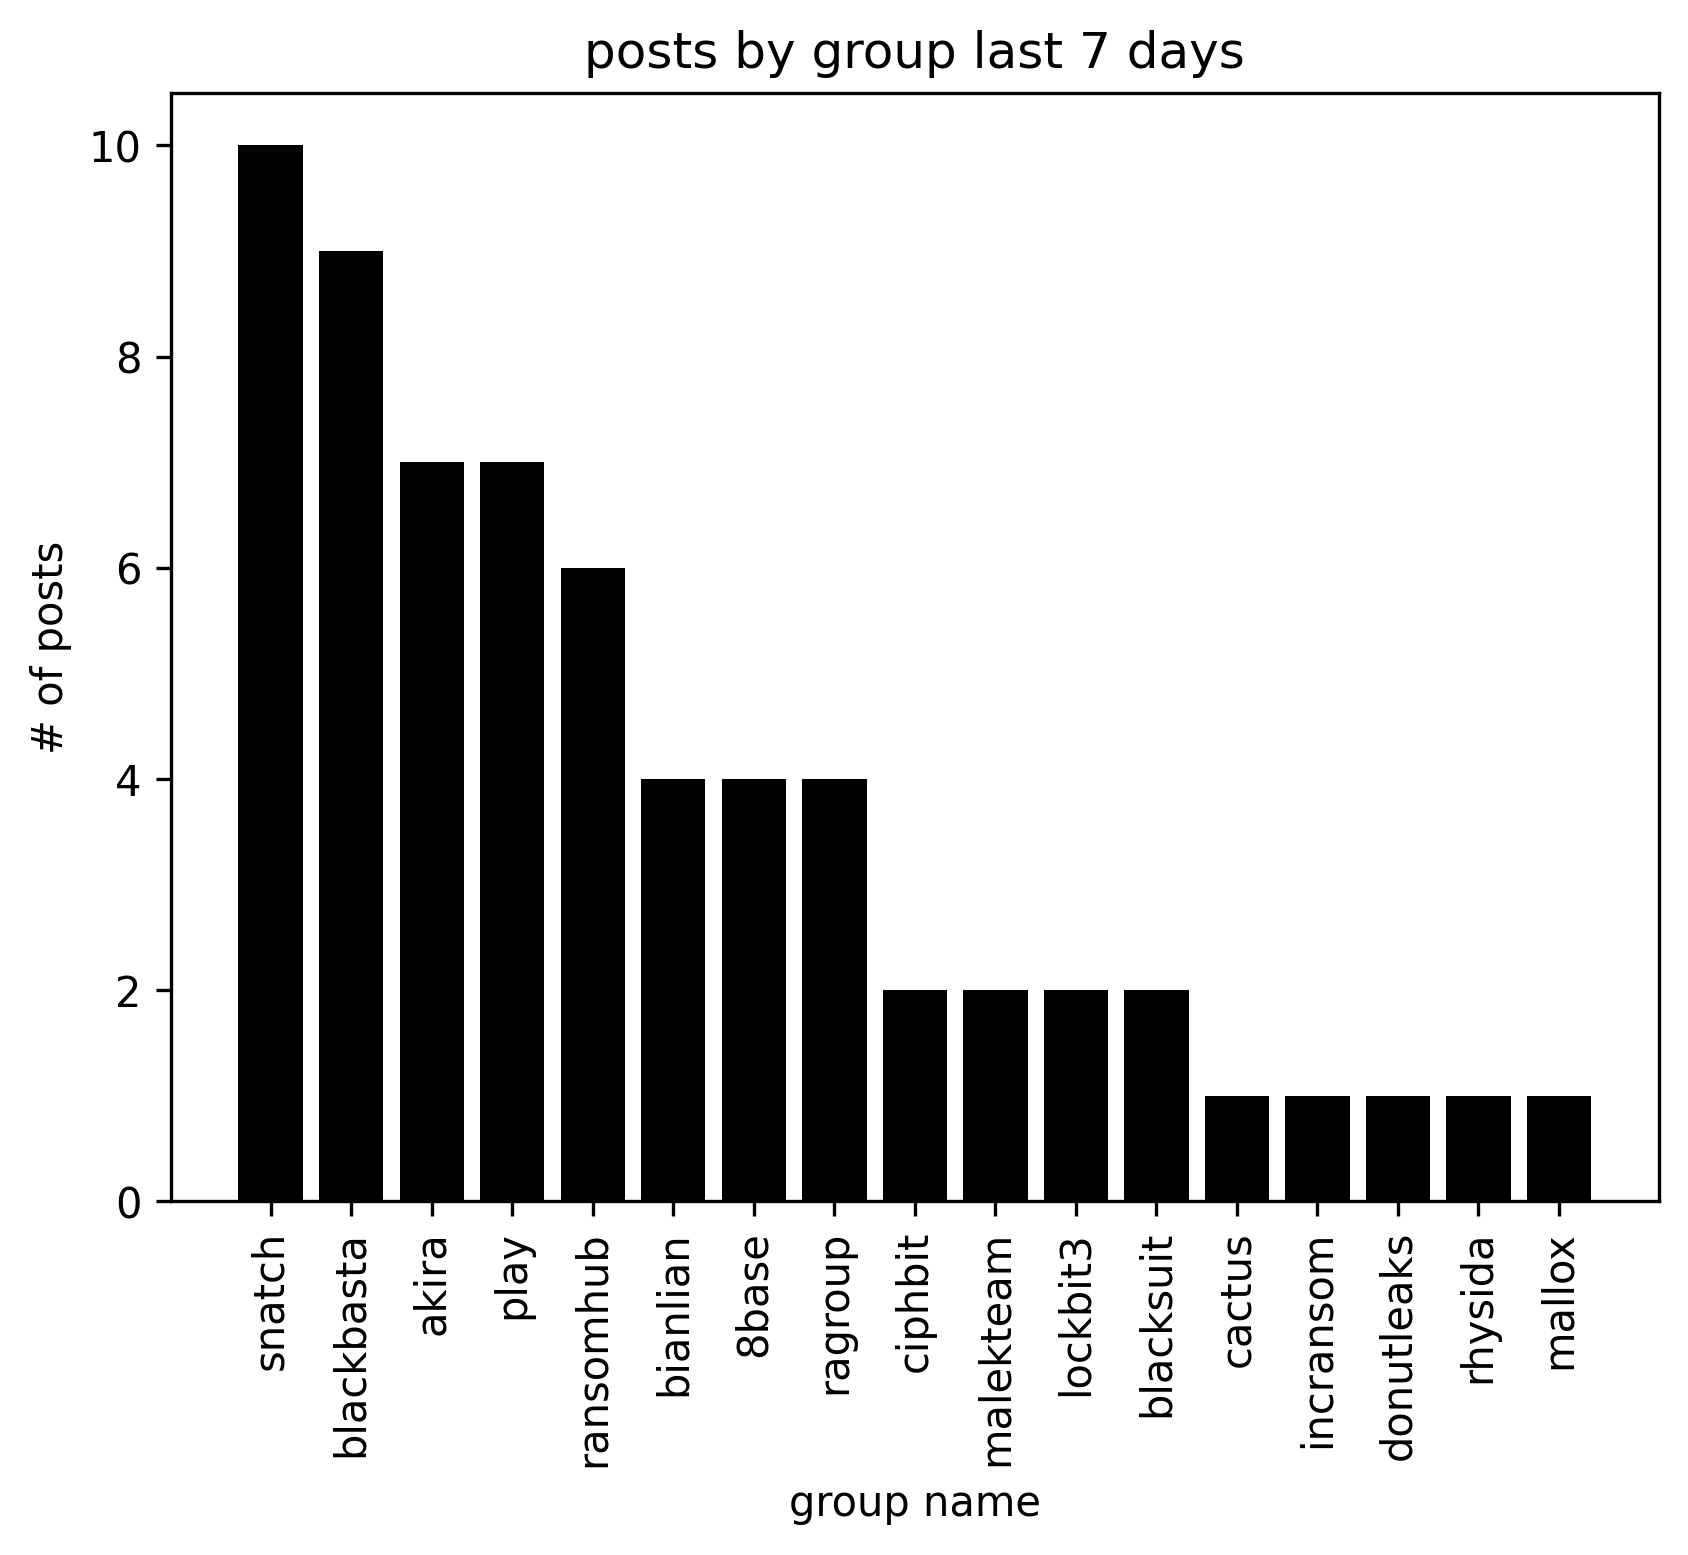 posts by group last 7 days
# of posts
10
8
6
4
2
0
snatch
blackbasta
akira
play
ransomhub
bianlian
8base
ragroup
ciphbit
malekteam
lockbit3
blacksuit
cactus
incransom
donutleaks
rhysida
mallox
group name